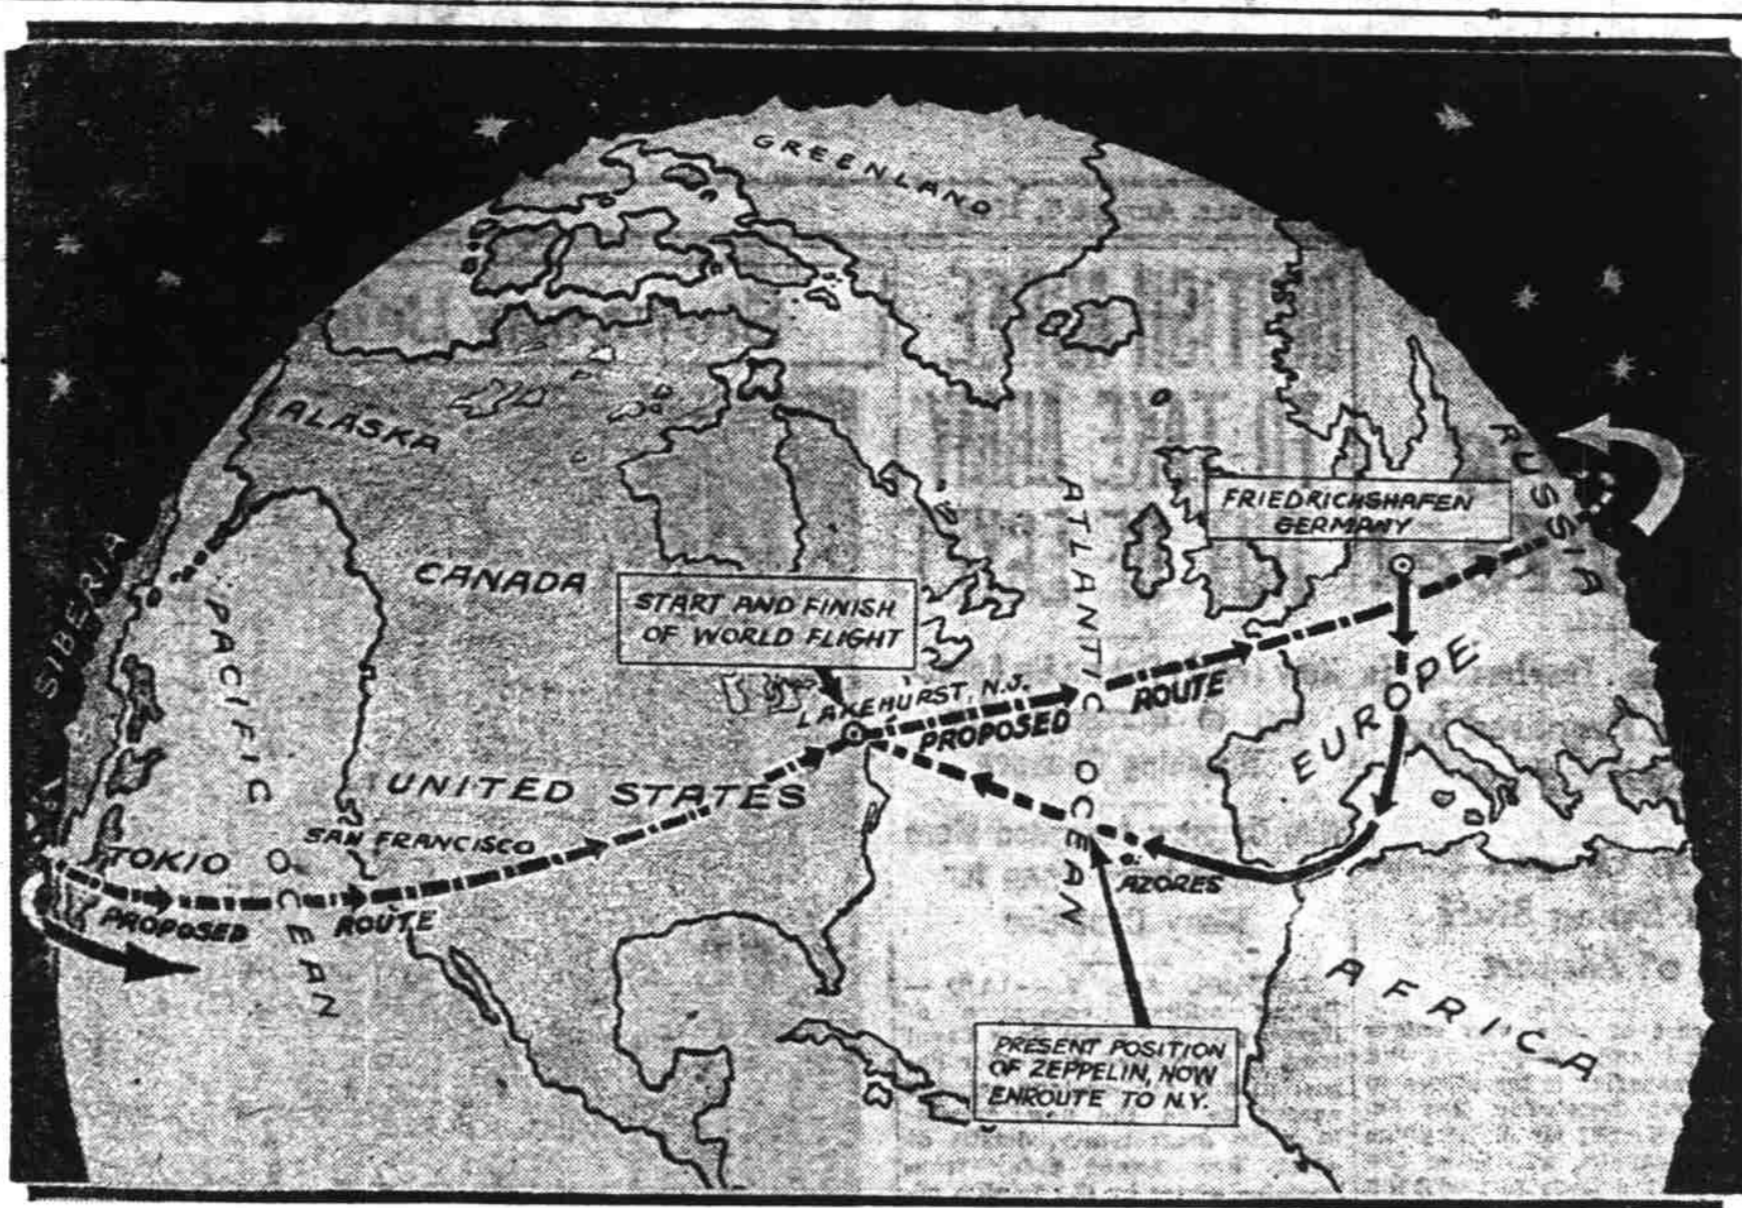 GREENLAND
ALASKA
RUSSIA
FRIEDRICHSHAFEN
GERMANY
ATLANTIC OCEAN
SIBERIA
PACIFIC OCEAN
CANADA
START AND FINISH
OF WORLD FLIGHT
LAKEHURST, N.J.
PROPOSED ROUTE
EUROPE
UNITED STATES
SAN FRANCISCO
TOKIO
PROPOSED ROUTE
AZORES
AFRICA
PRESENT POSITION
OF ZEPPELIN, NOW
ENROUTE TO N.Y.